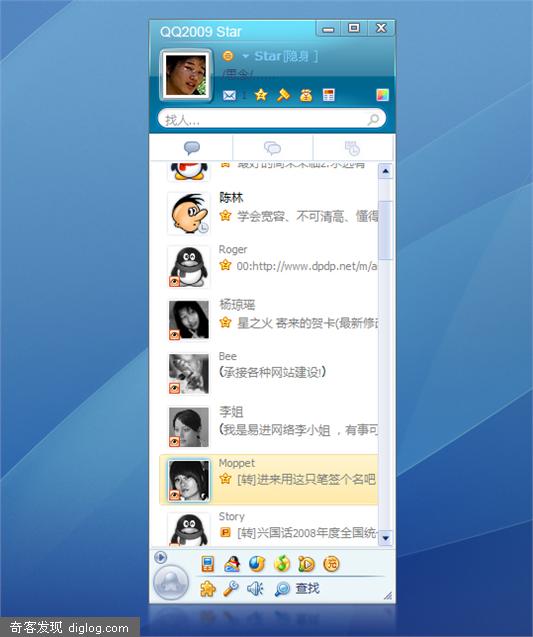 QQ2009 Star
Star[隐身 ]
/思念/......
1
找人...
陈林
学会宽容、不可清高、懂得
Roger
00:http://www.dpdp.net/m/a
杨琼瑶
星之火 寄来的贺卡(最新修改
Bee
(承接各种网站建设!)
李姐
(我是易进网络李小姐 ，有事可
Moppet
[转]进来用这只笔签个名吧
Story
[转]兴国话2008年度全国统一
查找
奇客发现 diglog.com